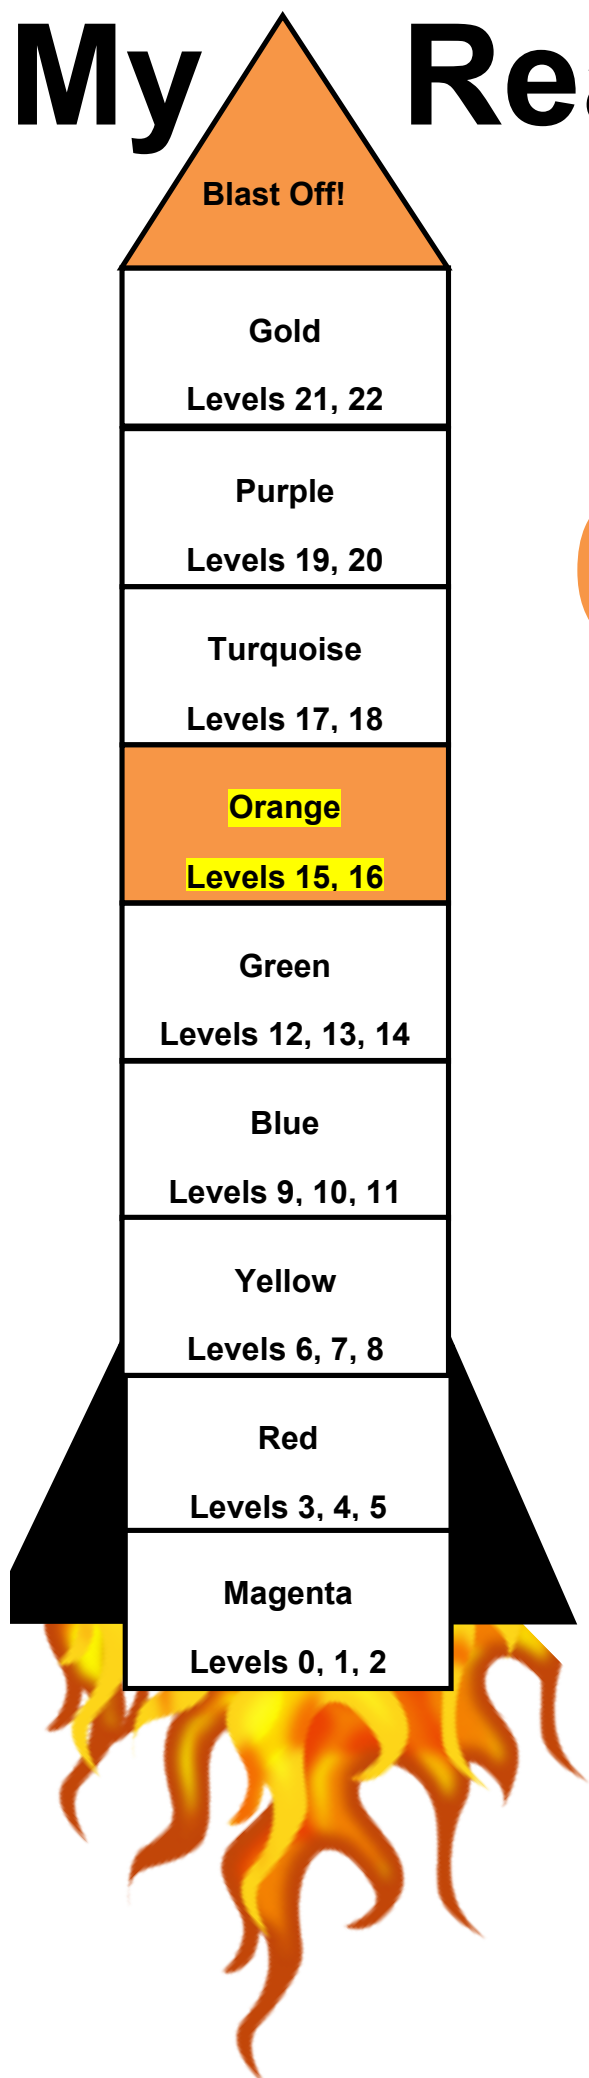 My Rea
Blast Off!
Gold
Levels 21, 22
Purple
Levels 19, 20
Turquoise
Levels 17, 18
Orange
Levels 15, 16
Green
Levels 12, 13, 14
Blue
Levels 9, 10, 11
Yellow
Levels 6, 7, 8
Red
Levels 3, 4, 5
Magenta
Levels 0, 1, 2